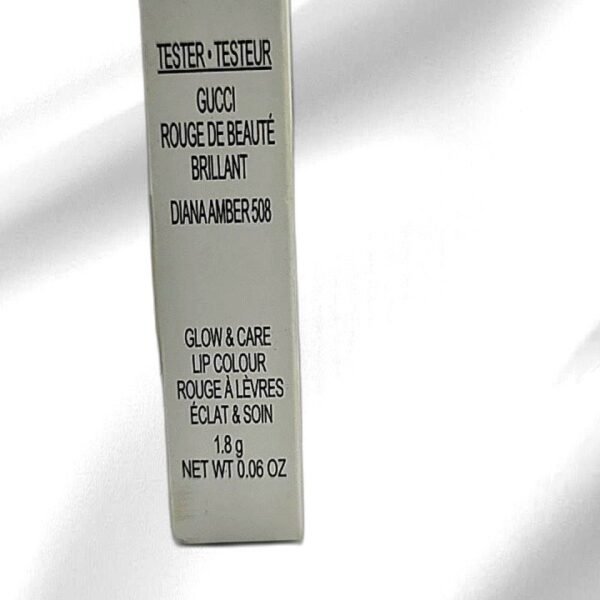 TESTER • TESTEUR
GUCCI
ROUGE DE BEAUTÉ
BRILLANT
DIANA AMBER 508
GLOW & CARE
LIP COLOUR
ROUGE À LÈVRES
ÉCLAT & SOIN
1.8 g
NET WT 0.06 OZ